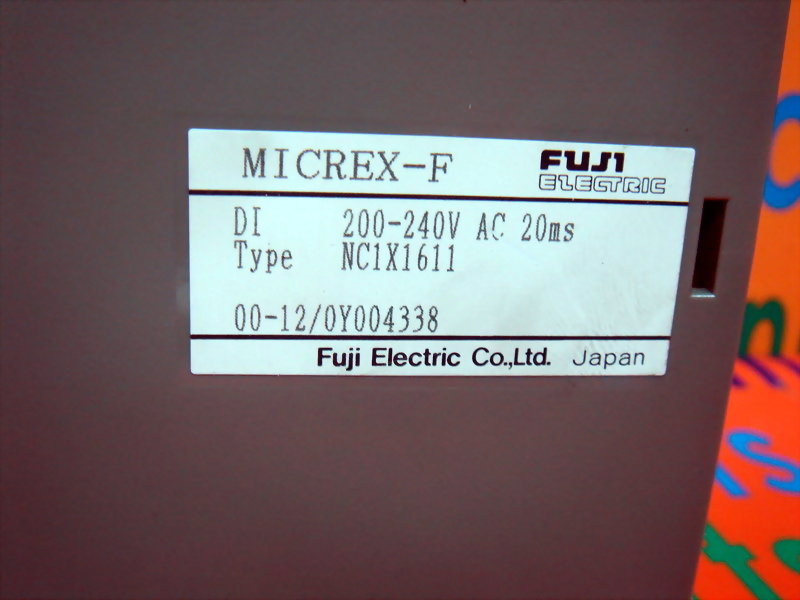 MICREX-F
FUJI
ELECTRIC
DI 200-240V AC 20ms
Type NC1X1611
00-12/0Y004338
Fuji Electric Co.,Ltd. Japan